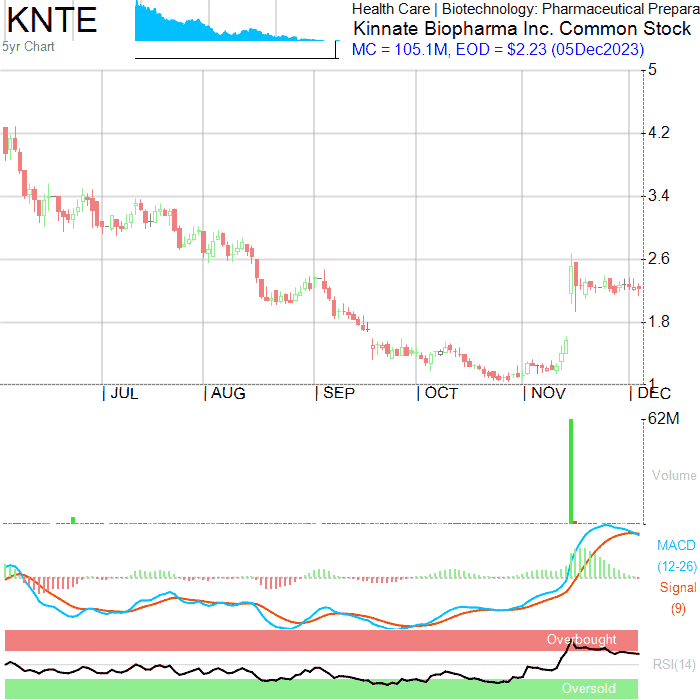 KNTE
5yr Chart
Health Care | Biotechnology: Pharmaceutical Prepara
Kinnate Biopharma Inc. Common Stock
MC = 105.1M, EOD = $2.23 (05Dec2023)
5
4.2
3.4
2.6
1.8
1
JUL
AUG
SEP
OCT
NOV
DEC
62M
Volume
MACD
(12-26)
Signal
(9)
Overbought
RSI(14)
Oversold